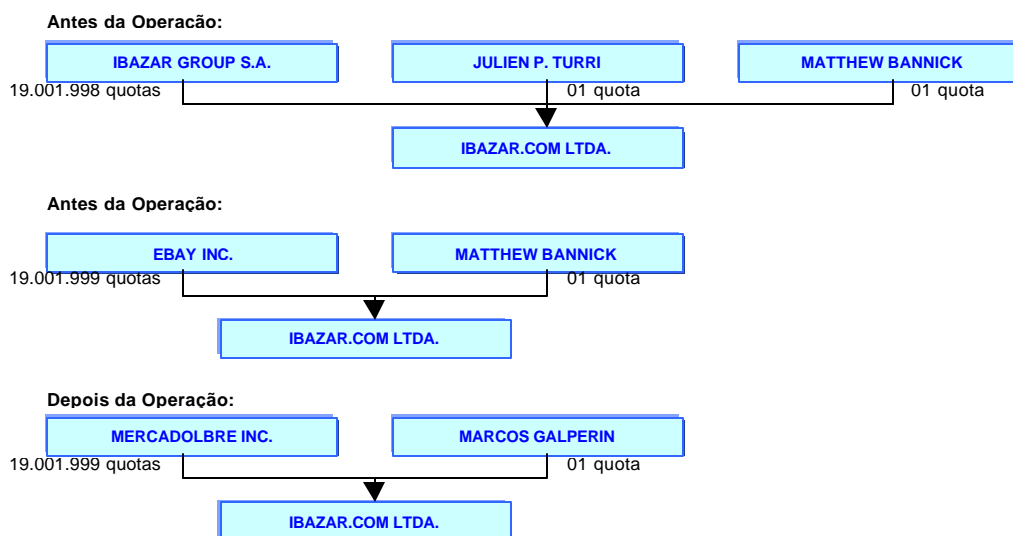 Antes da Operação:
IBAZAR GROUP S.A.
JULIEN P. TURRI
MATTHEW BANNICK
19.001.998 quotas
01 quota
01 quota
IBAZAR.COM LTDA.
Antes da Operação:
EBAY INC.
MATTHEW BANNICK
19.001.999 quotas
01 quota
IBAZAR.COM LTDA.
Depois da Operação:
MERCADOLBRE INC.
MARCOS GALPERIN
19.001.999 quotas
01 quota
IBAZAR.COM LTDA.